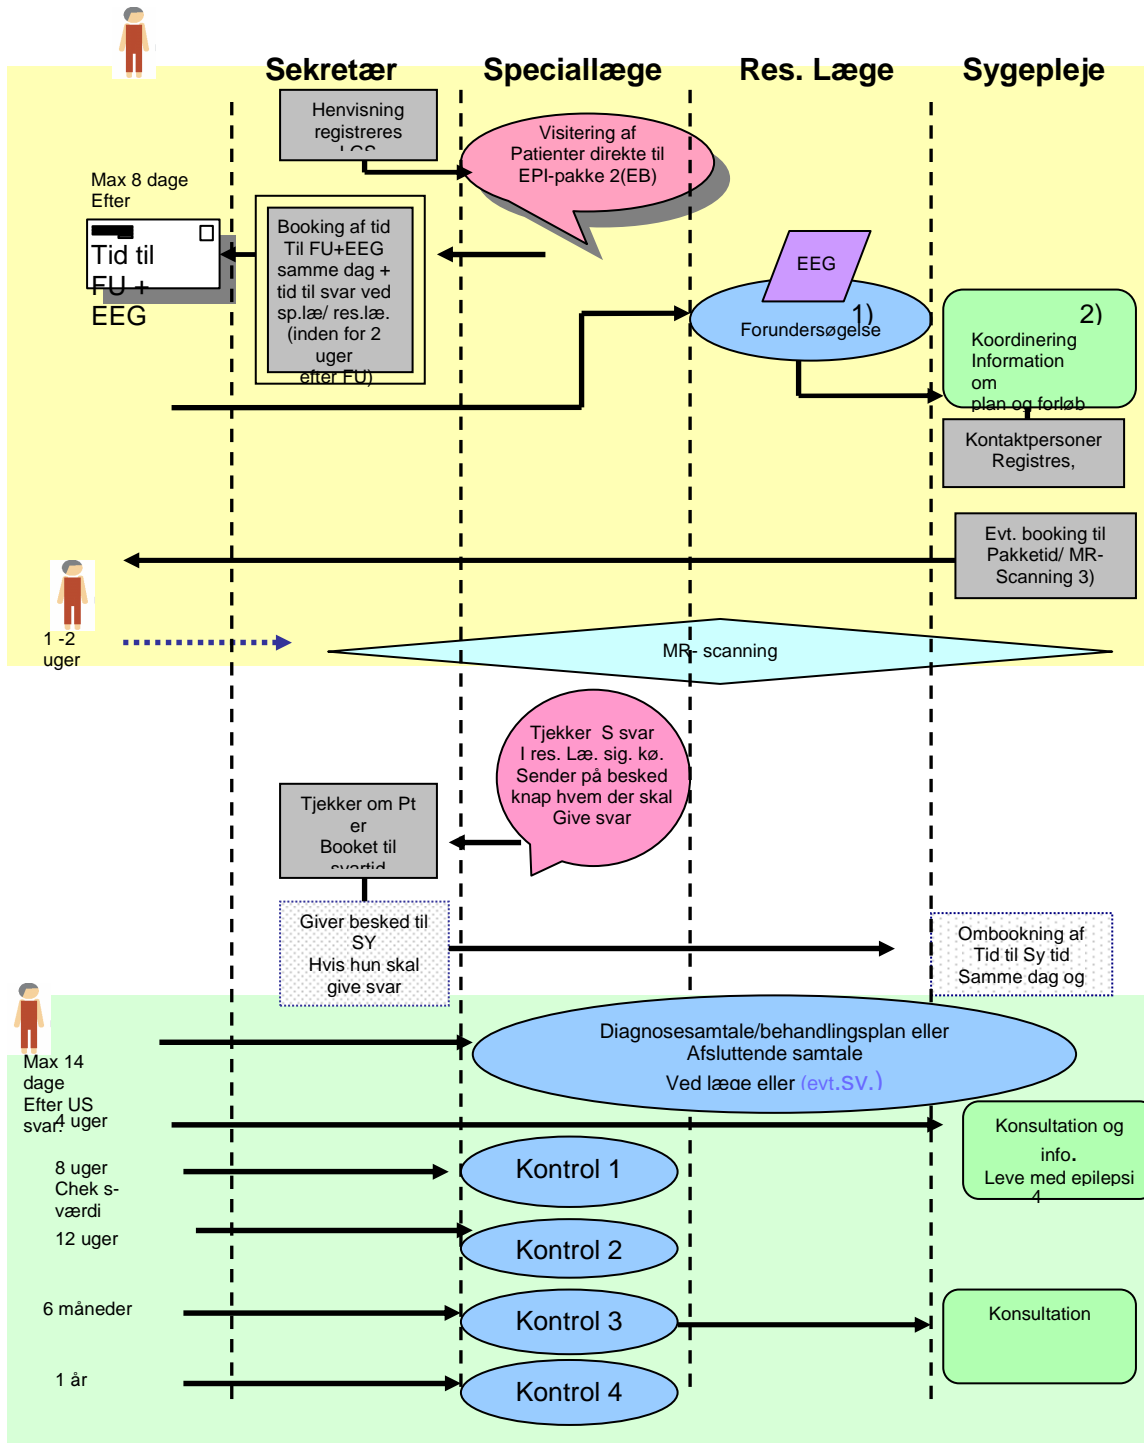 Sekretær Speciallæge Res. Læge Sygepleje
Henvisning
registreres
Visitering af
Patienter direkte til
EPI-pakke 2(EB)
Max 8 dage
Efter
Tid til
FU +
EEG
Booking af tid
Til FU+EEG
samme dag +
tid til svar ved
sp.læ/ res.læ.
(inden for 2
uger
efter FU)
EEG
1)
Forundersøgelse
2)
Koordinering
Information
om
plan og forløb
Kontaktpersoner
Registres,
Evt. booking til
Pakketid/ MR-
Scanning 3)
1 -2
uger
MR- scanning
Tjekker S svar
I res. Læ. sig. kø.
Sender på besked
knap hvem der skal
Give svar
Tjekker om Pt
er
Booket til
svartid
Giver besked til
SY
Hvis hun skal
give svar
Ombookning af
Tid til Sy tid
Samme dag og
Diagnosesamtale/behandlingsplan eller
Afsluttende samtale
Ved læge eller (evt.sv.)
Max 14
dage
Efter US
svar.
4 uger
Konsultation og
info.
Leve med epilepsi
4
8 uger
Chek s-
værdi
Kontrol 1
12 uger
Kontrol 2
6 måneder
Kontrol 3
Konsultation
1 år
Kontrol 4